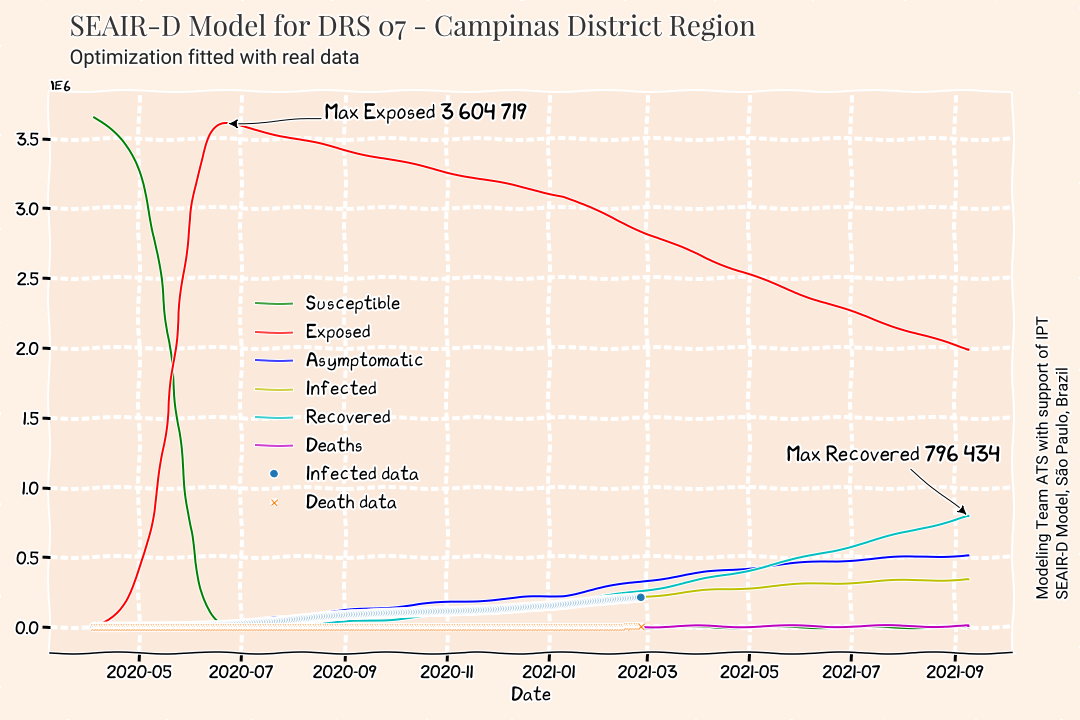 SEAIR-D Model for DRS 07 - Campinas District Region
Optimization fitted with real data
1E6
Max Exposed 3 604 719
3.5
3.0
2.5
2.0
1.5
1.0
0.5
0.0
Susceptible
Exposed
Asymptomatic
Infected
Recovered
Deaths
Infected data
Death data
Max Recovered 796 434
2020-05
2020-07
2020-09
2020-11
2021-01
2021-03
2021-05
2021-07
2021-09
Date
Modeling Team ATS with support of IPT
SEAIR-D Model, São Paulo, Brazil